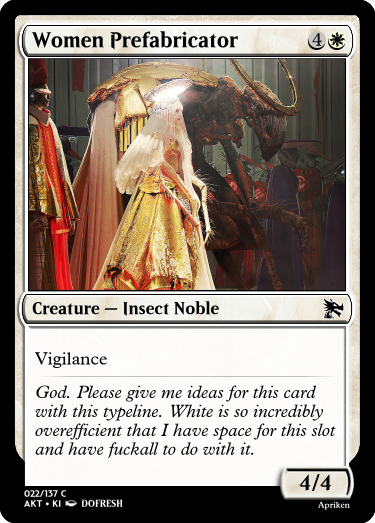 Women Prefabricator 4
Creature — Insect Noble
Vigilance
God. Please give me ideas for this card
with this typeline. White is so incredibly
overefficient that I have space for this slot
and have fuckall to do with it.
4/4
022/137 C
AKT • KI DOFRESH
Apriken